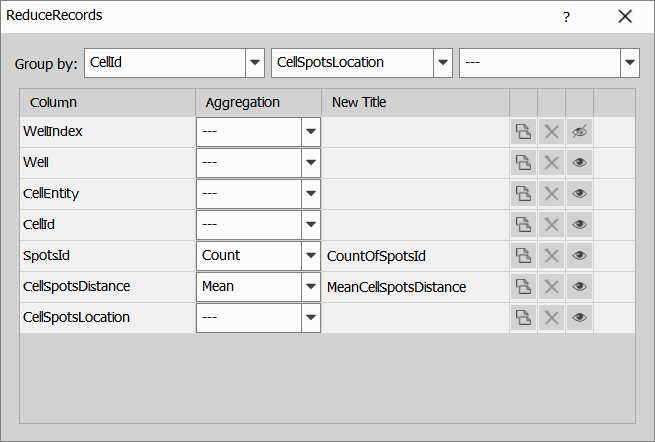 ReduceRecords ?
Group by: CellId CellSpotsLocation ---
Column Aggregation New Title
WellIndex ---
Well ---
CellEntity ---
CellId ---
SpotsId Count CountOfSpotsId
CellSpotsDistance Mean MeanCellSpotsDistance
CellSpotsLocation ---